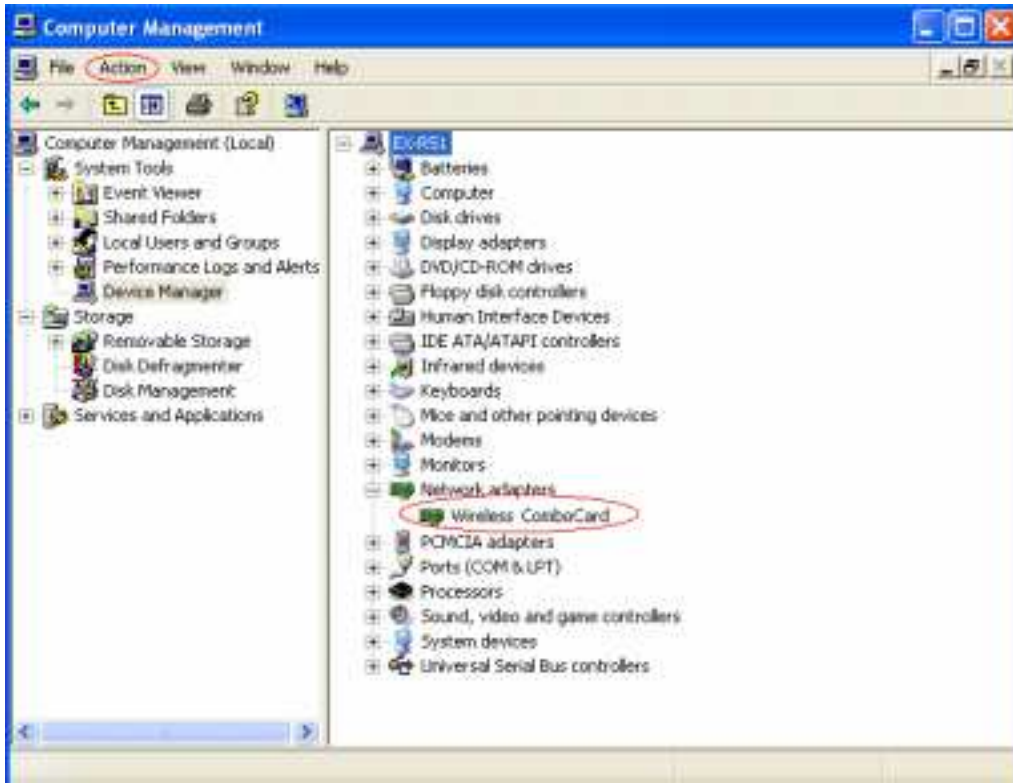 Computer Management
File Action View Window Help
Computer Management (Local)
System Tools
Event Viewer
Shared Folders
Local Users and Groups
Performance Logs and Alerts
Device Manager
Storage
Removable Storage
Disk Defragmenter
Disk Management
Services and Applications
EX-RS1
Batteries
Computer
Disk drives
Display adapters
DVD/CD-ROM drives
Floppy disk controllers
Human Interface Devices
IDE ATA/ATAPI controllers
Infrared devices
Keyboards
Mice and other pointing devices
Modems
Monitors
Network adapters
Wireless ComboCard
PCMCIA adapters
Ports (COM & LPT)
Processors
Sound, video and game controllers
System devices
Universal Serial Bus controllers